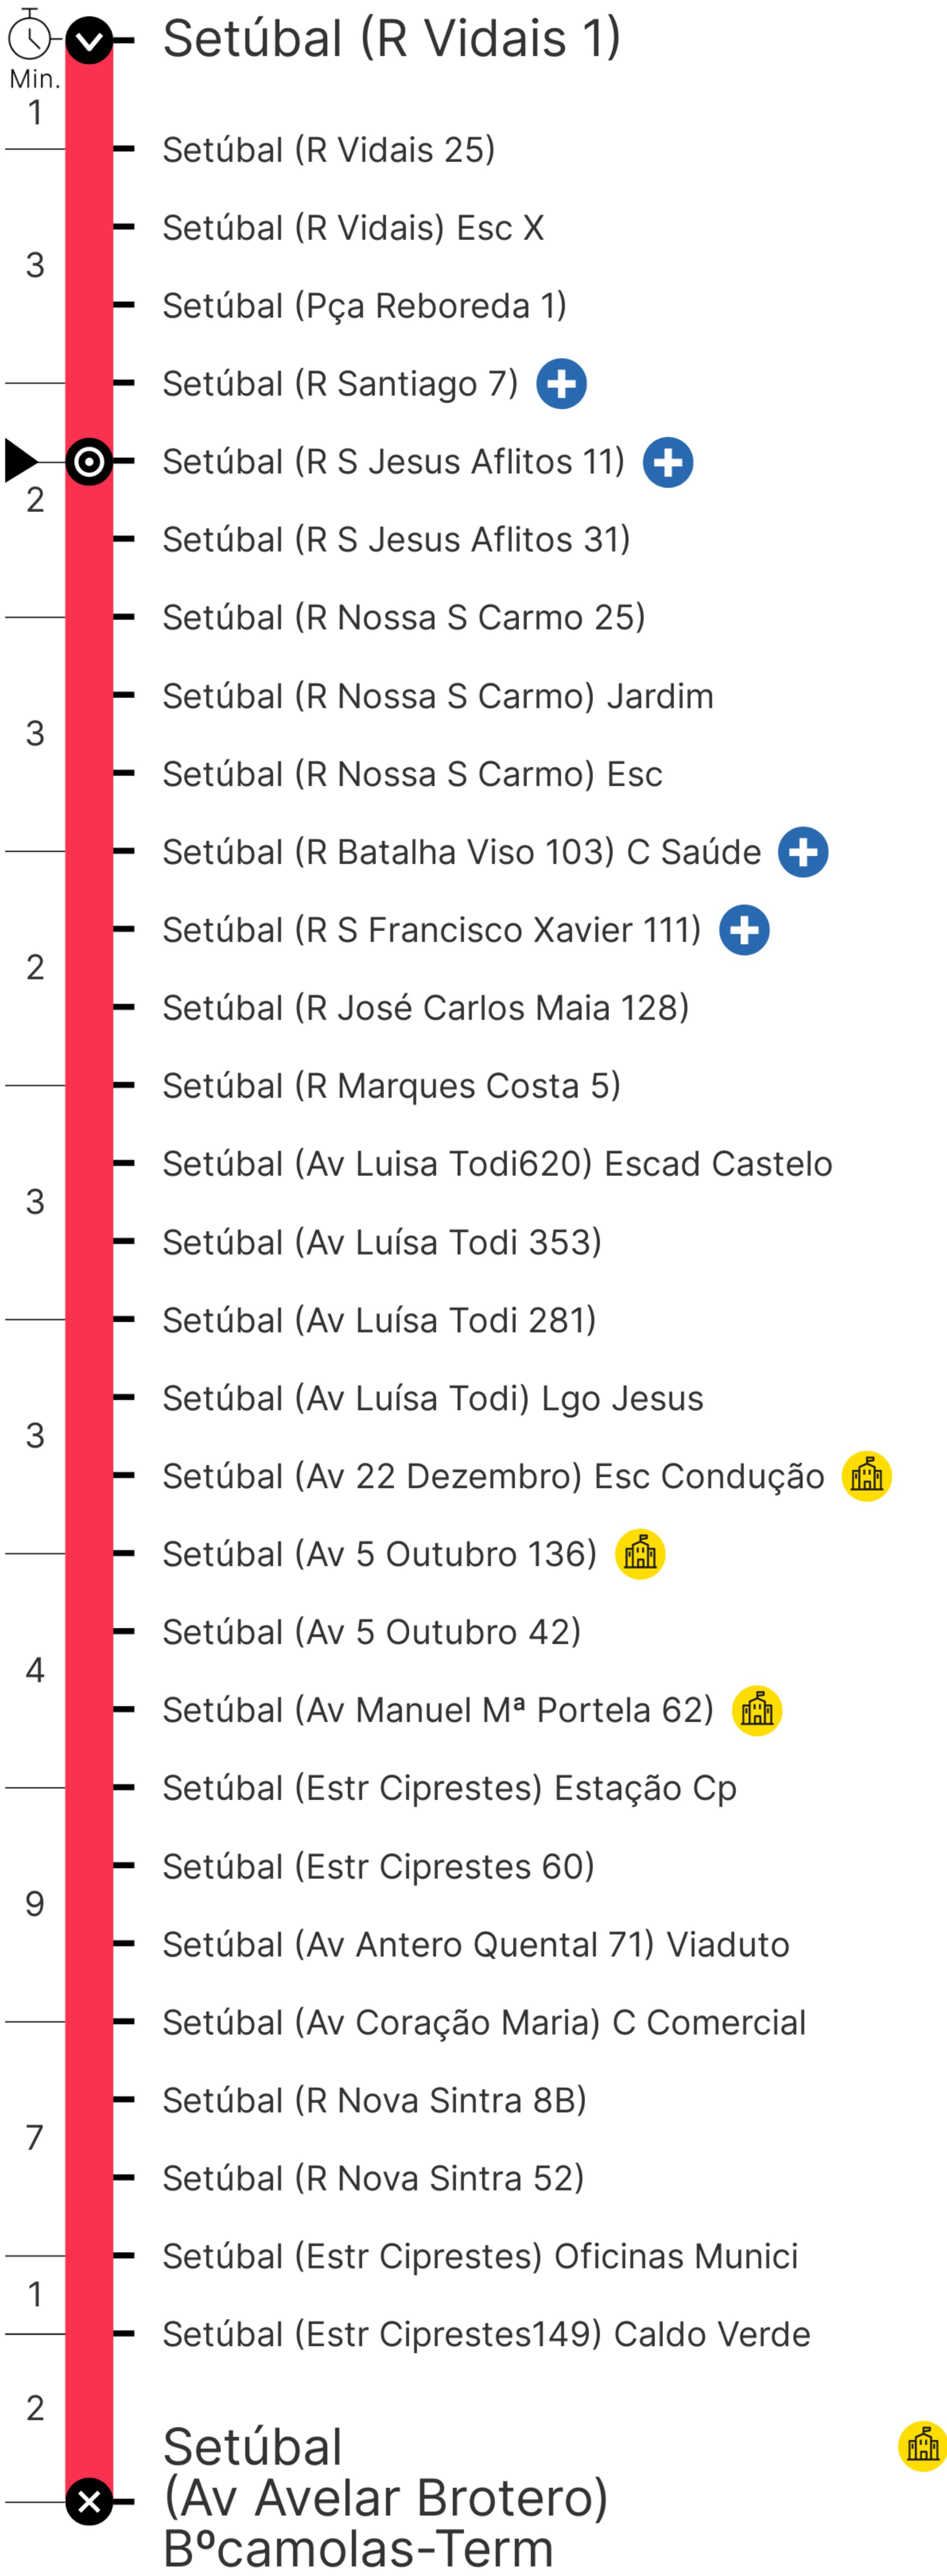 Setúbal (R Vidais 1)
Min.
1
Setúbal (R Vidais 25)
Setúbal (R Vidais) Esc X
3
Setúbal (Pça Reboreda 1)
Setúbal (R Santiago 7)
Setúbal (R S Jesus Aflitos 11)
2
Setúbal (R S Jesus Aflitos 31)
Setúbal (R Nossa S Carmo 25)
Setúbal (R Nossa S Carmo) Jardim
3
Setúbal (R Nossa S Carmo) Esc
Setúbal (R Batalha Viso 103) C Saúde
Setúbal (R S Francisco Xavier 111)
2
Setúbal (R José Carlos Maia 128)
Setúbal (R Marques Costa 5)
Setúbal (Av Luisa Todi620) Escad Castelo
3
Setúbal (Av Luísa Todi 353)
Setúbal (Av Luísa Todi 281)
Setúbal (Av Luísa Todi) Lgo Jesus
3
Setúbal (Av 22 Dezembro) Esc Condução
Setúbal (Av 5 Outubro 136)
Setúbal (Av 5 Outubro 42)
4
Setúbal (Av Manuel Mª Portela 62)
Setúbal (Estr Ciprestes) Estação Cp
Setúbal (Estr Ciprestes 60)
9
Setúbal (Av Antero Quental 71) Viaduto
Setúbal (Av Coração Maria) C Comercial
Setúbal (R Nova Sintra 8B)
7
Setúbal (R Nova Sintra 52)
Setúbal (Estr Ciprestes) Oficinas Munici
1
Setúbal (Estr Ciprestes149) Caldo Verde
2
Setúbal
(Av Avelar Brotero)
Bºcamolas-Term